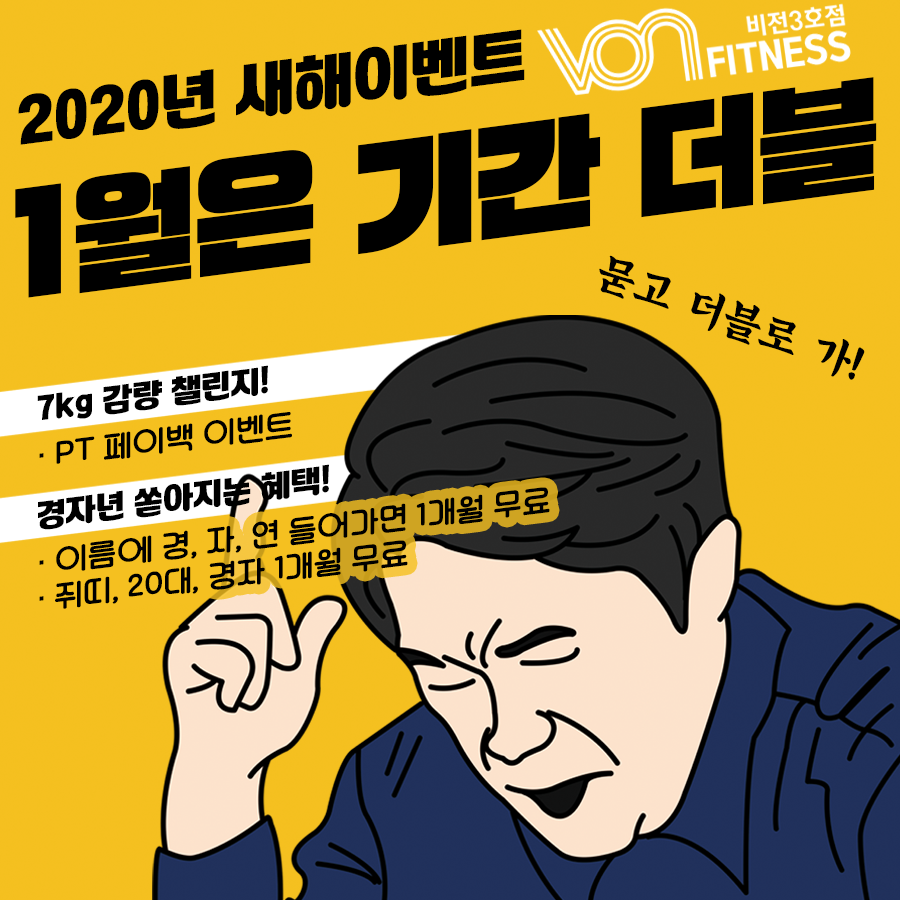 비전3호점
VON FITNESS
2020년 새해이벤트
1월은 기간 더블
묻고 더블로 가!
7kg 감량 챌린지!
· PT 페이백 이벤트
경자년 쏟아지는 혜택!
· 이름에 경, 자, 연 들어가면 1개월 무료
· 쥐띠, 20대, 경자 1개월 무료